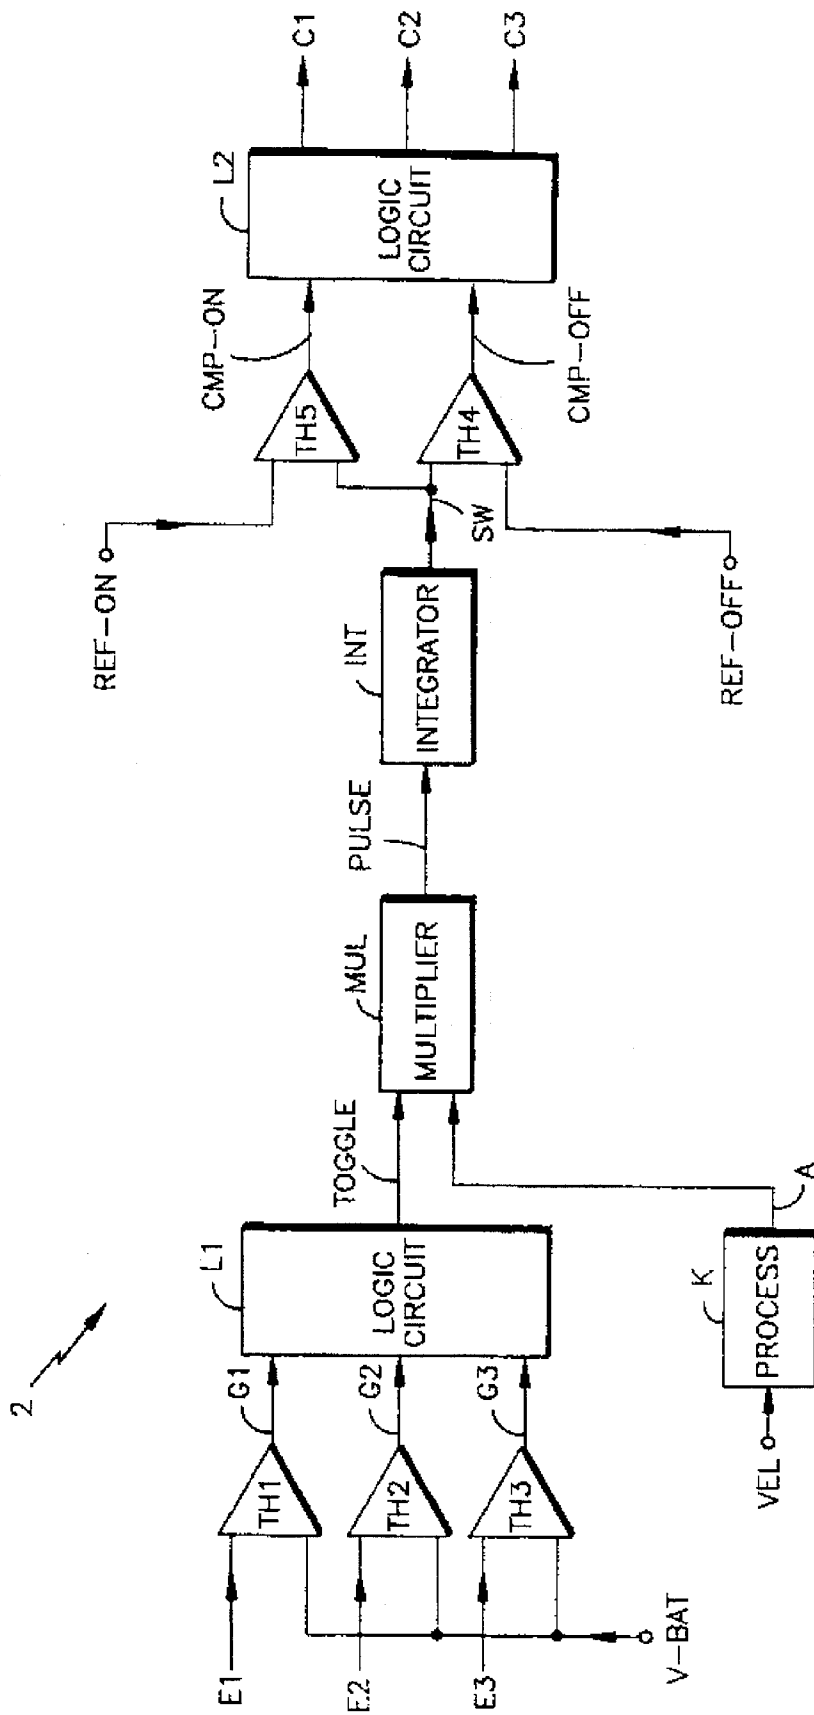 2
E1
E2
E3
V-BAT
TH1
TH2
TH3
G1
G2
G3
L1
LOGIC
CIRCUIT
VEL
K
PROCESS
A
TOGGLE
MUL
MULTIPLIER
PULSE
INT
INTEGRATOR
SW
REF-ON
REF-OFF
TH5
TH4
CMP-ON
CMP-OFF
L2
LOGIC
CIRCUIT
C1
C2
C3